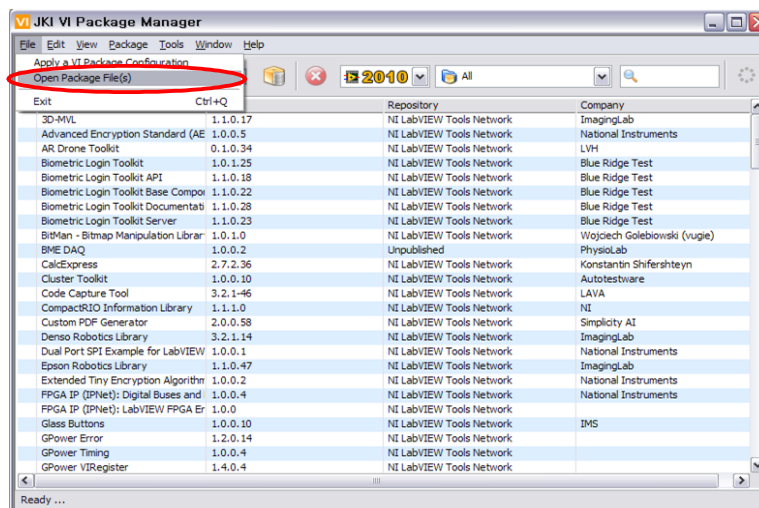 VI JKI VI Package Manager
File Edit View Package Tools Window Help
Apply a VI Package Configuration
Open Package File(s)
Exit Ctrl+Q
2010 All
Repository Company
3D-MVL 1.1.0.17 NI LabVIEW Tools Network ImagingLab
Advanced Encryption Standard (AE 1.0.0.5 NI LabVIEW Tools Network National Instruments
AR Drone Toolkit 0.1.0.34 NI LabVIEW Tools Network LVH
Biometric Login Toolkit 1.0.1.25 NI LabVIEW Tools Network Blue Ridge Test
Biometric Login Toolkit API 1.1.0.18 NI LabVIEW Tools Network Blue Ridge Test
Biometric Login Toolkit Base Compor 1.1.0.22 NI LabVIEW Tools Network Blue Ridge Test
Biometric Login Toolkit Documentati 1.1.0.28 NI LabVIEW Tools Network Blue Ridge Test
Biometric Login Toolkit Server 1.1.0.23 NI LabVIEW Tools Network Blue Ridge Test
BitMan - Bitmap Manipulation Librar 1.0.1.0 NI LabVIEW Tools Network Wojciech Golebiowski (vugie)
BME DAQ 1.0.0.2 Unpublished PhysioLab
CalcExpress 2.7.2.36 NI LabVIEW Tools Network Konstantin Shifershteyn
Cluster Toolkit 1.0.0.10 NI LabVIEW Tools Network Autotestware
Code Capture Tool 3.2.1-46 NI LabVIEW Tools Network LAVA
CompactRIO Information Library 1.1.1.0 NI LabVIEW Tools Network NI
Custom PDF Generator 2.0.0.58 NI LabVIEW Tools Network Simplicity AI
Denso Robotics Library 3.2.1.14 NI LabVIEW Tools Network ImagingLab
Dual Port SPI Example for LabVIEW 1.0.0.1 NI LabVIEW Tools Network National Instruments
Epson Robotics Library 1.1.0.47 NI LabVIEW Tools Network ImagingLab
Extended Tiny Encryption Algorithm 1.0.0.2 NI LabVIEW Tools Network National Instruments
FPGA IP (IPNet): Digital Buses and 1.0.0.4 NI LabVIEW Tools Network National Instruments
FPGA IP (IPNet): LabVIEW FPGA Er 1.0.0 NI LabVIEW Tools Network
Glass Buttons 1.0.0.10 NI LabVIEW Tools Network IMS
GPower Error 1.2.0.14 NI LabVIEW Tools Network
GPower Timing 1.0.0.4 NI LabVIEW Tools Network
GPower VIRegister 1.4.0.4 NI LabVIEW Tools Network
Ready ...